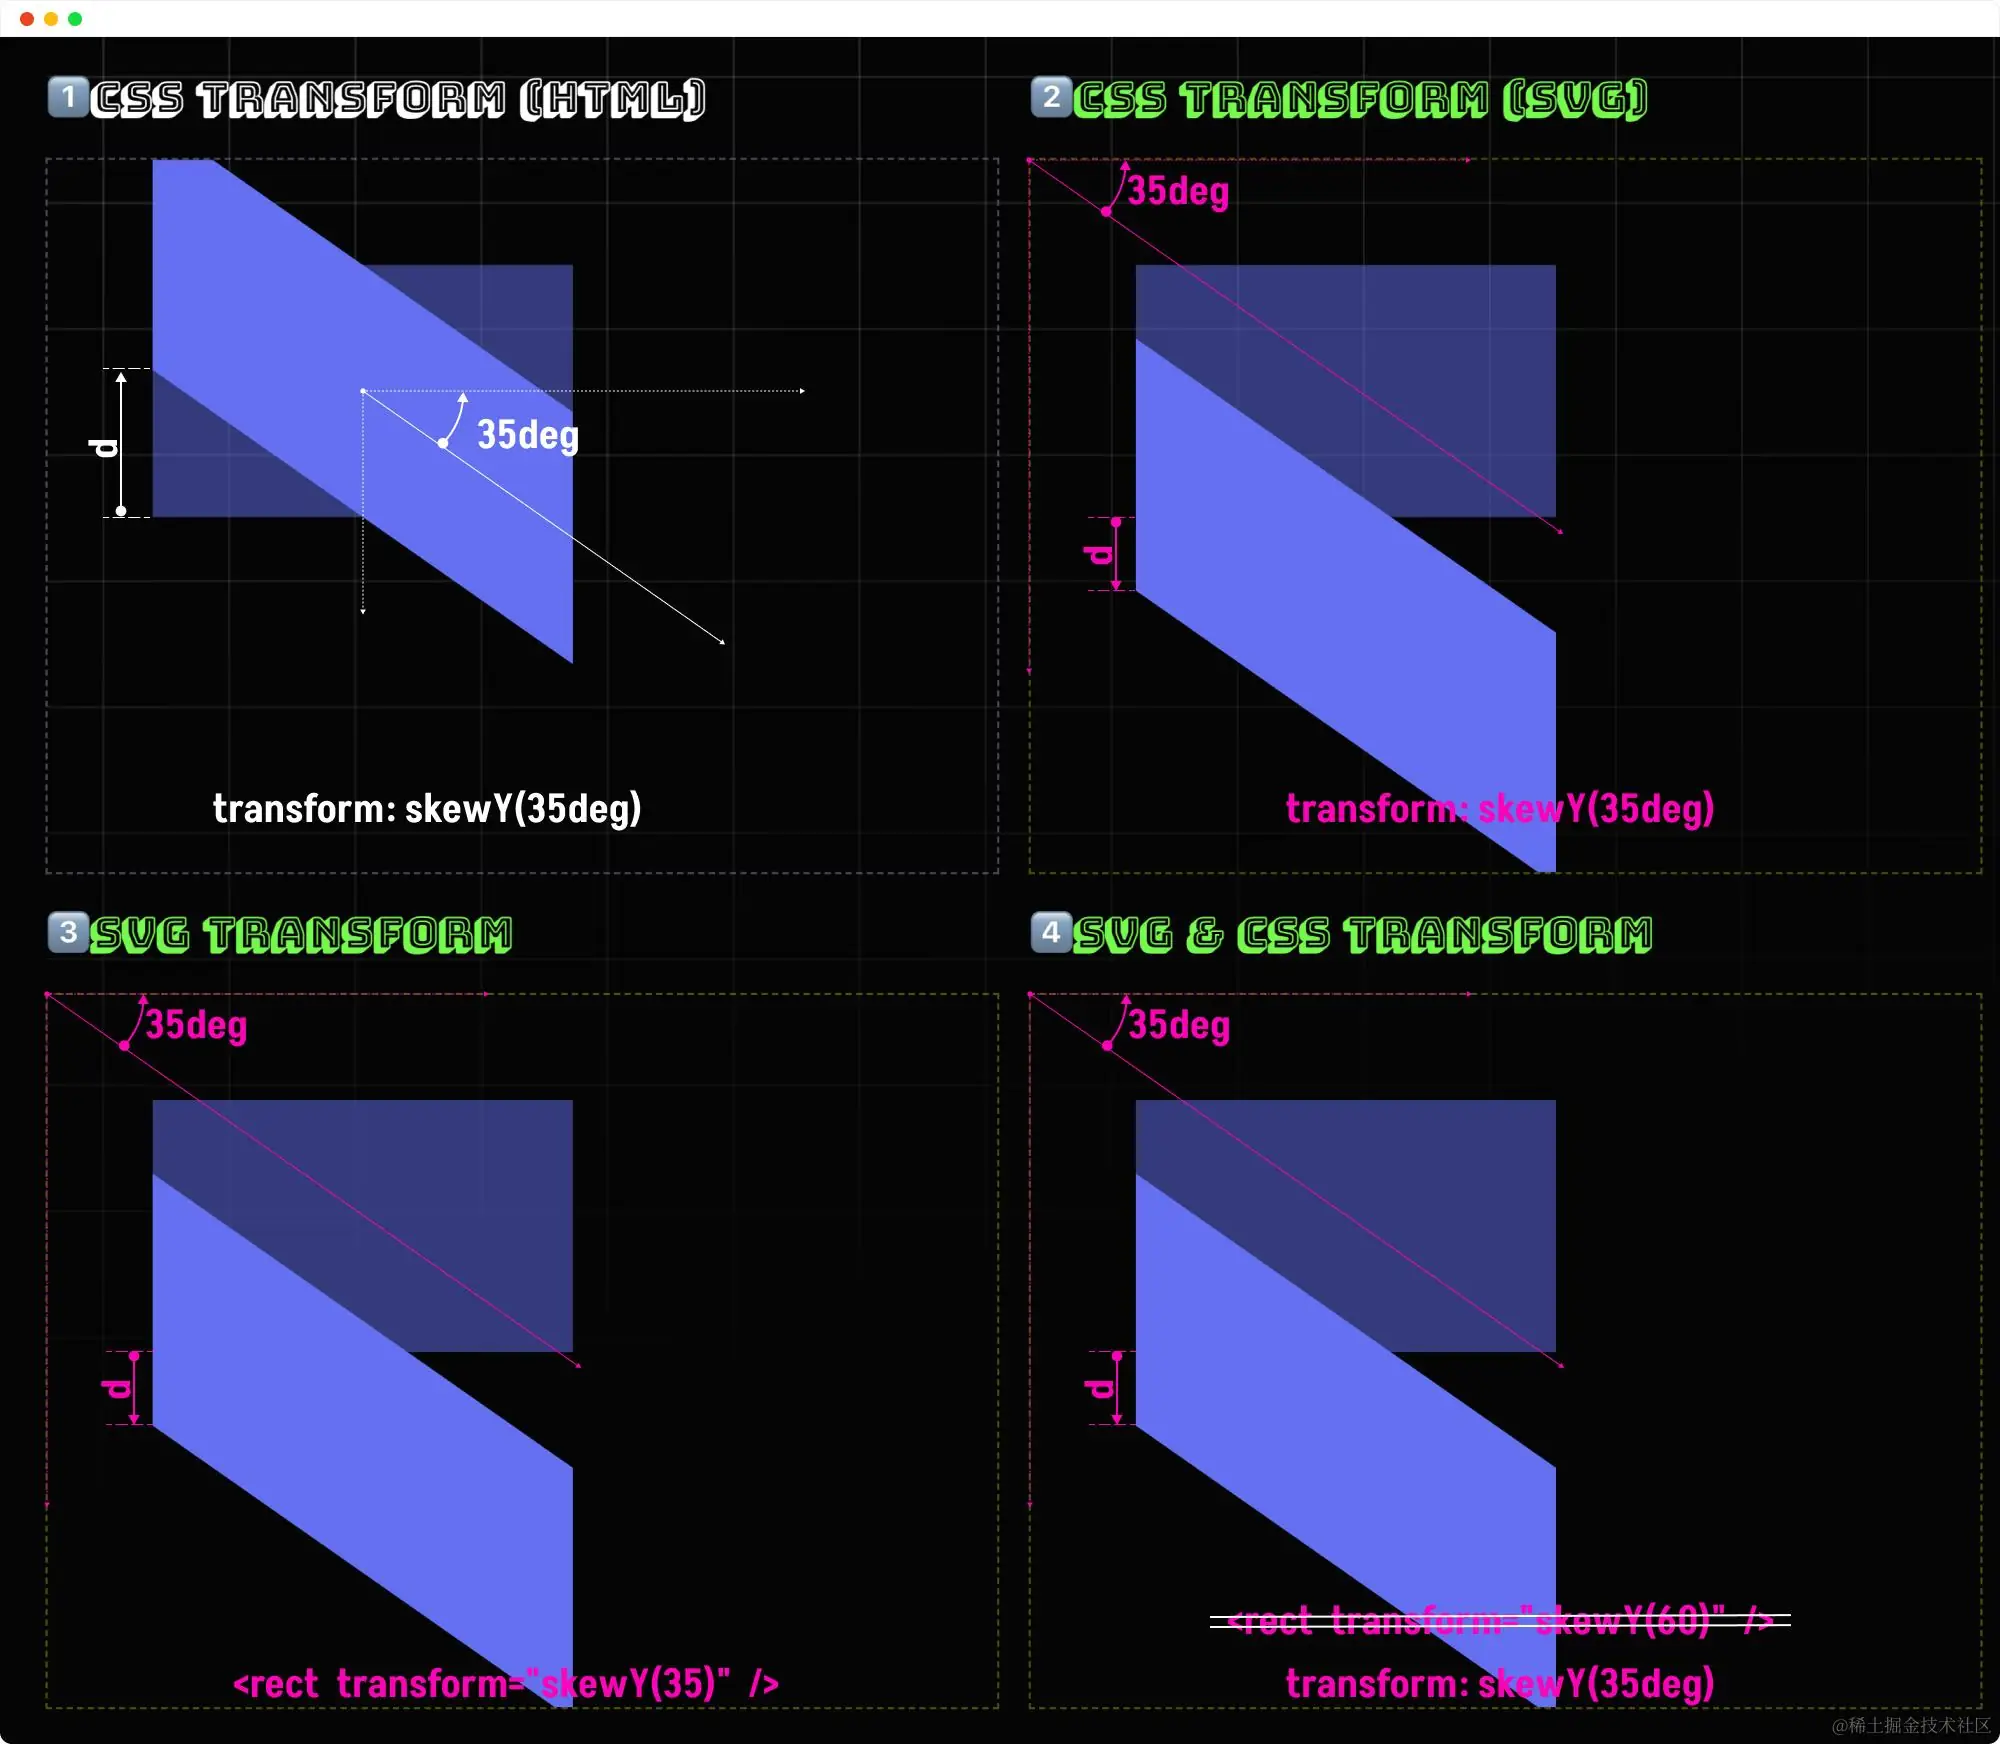 1 CSS TRANSFORM (HTML)
d
35deg
transform: skewY(35deg)
2 CSS TRANSFORM (SVG)
35deg
d
transform: skewY(35deg)
3 SVG TRANSFORM
35deg
d
<rect transform="skewY(35)" />
4 SVG & CSS TRANSFORM
35deg
d
<rect transform="skewY(60)" />
transform: skewY(35deg)
@稀土掘金技术社区